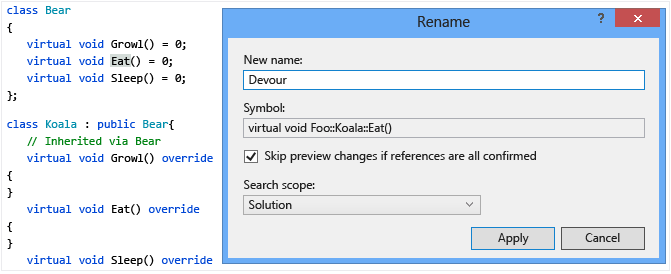 class Bear
{
virtual void Growl() = 0;
virtual void Eat() = 0;
virtual void Sleep() = 0;
};
class Koala : public Bear{
// Inherited via Bear
virtual void Growl() override
{
}
virtual void Eat() override
{
}
virtual void Sleep() override
Rename
?
New name:
Devour
Symbol:
virtual void Foo::Koala::Eat()
Skip preview changes if references are all confirmed
Search scope:
Solution
Apply
Cancel